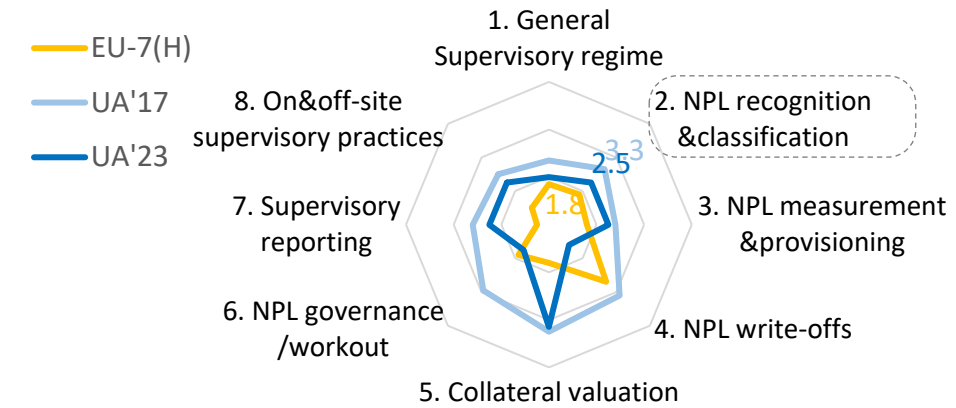 EU-7(H)
UA'17
UA'23
1. General
Supervisory regime
2. NPL recognition
&classification
3. NPL measurement
&provisioning
4. NPL write-offs
5. Collateral valuation
6. NPL governance
/workout
7. Supervisory
reporting
8. On&off-site
supervisory practices
3.3
2.5
1.8